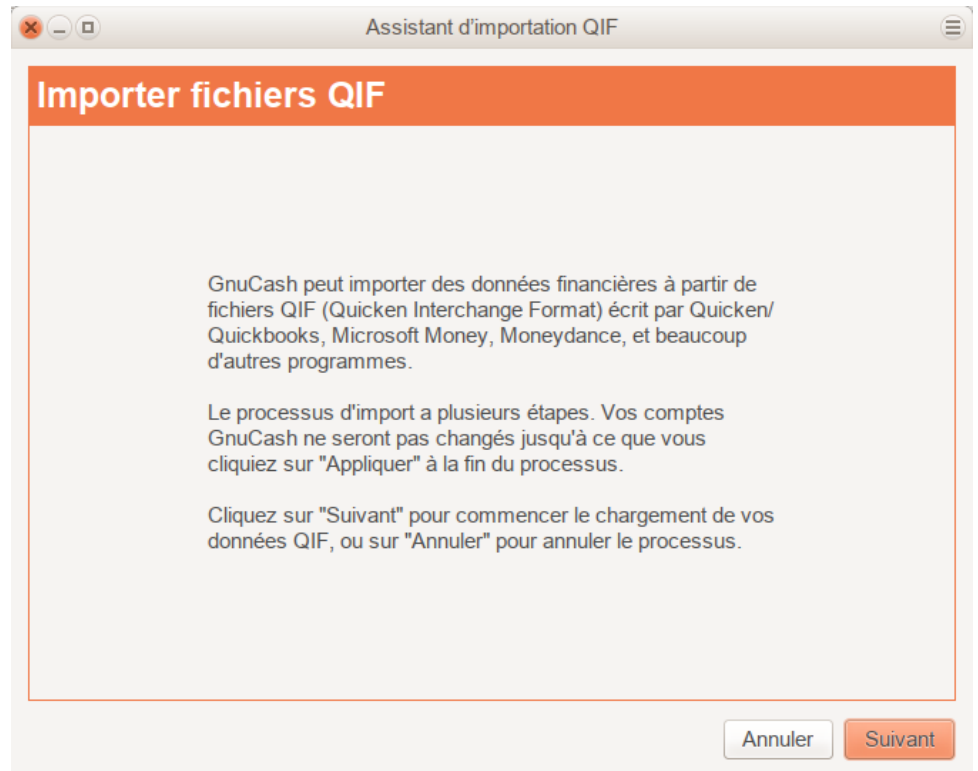 Assistant d’importation QIF
Importer fichiers QIF
GnuCash peut importer des données financières à partir de
fichiers QIF (Quicken Interchange Format) écrit par Quicken/
Quickbooks, Microsoft Money, Moneydance, et beaucoup
d'autres programmes.
Le processus d'import a plusieurs étapes. Vos comptes
GnuCash ne seront pas changés jusqu'à ce que vous
cliquiez sur "Appliquer" à la fin du processus.
Cliquez sur "Suivant" pour commencer le chargement de vos
données QIF, ou sur "Annuler" pour annuler le processus.
Annuler
Suivant